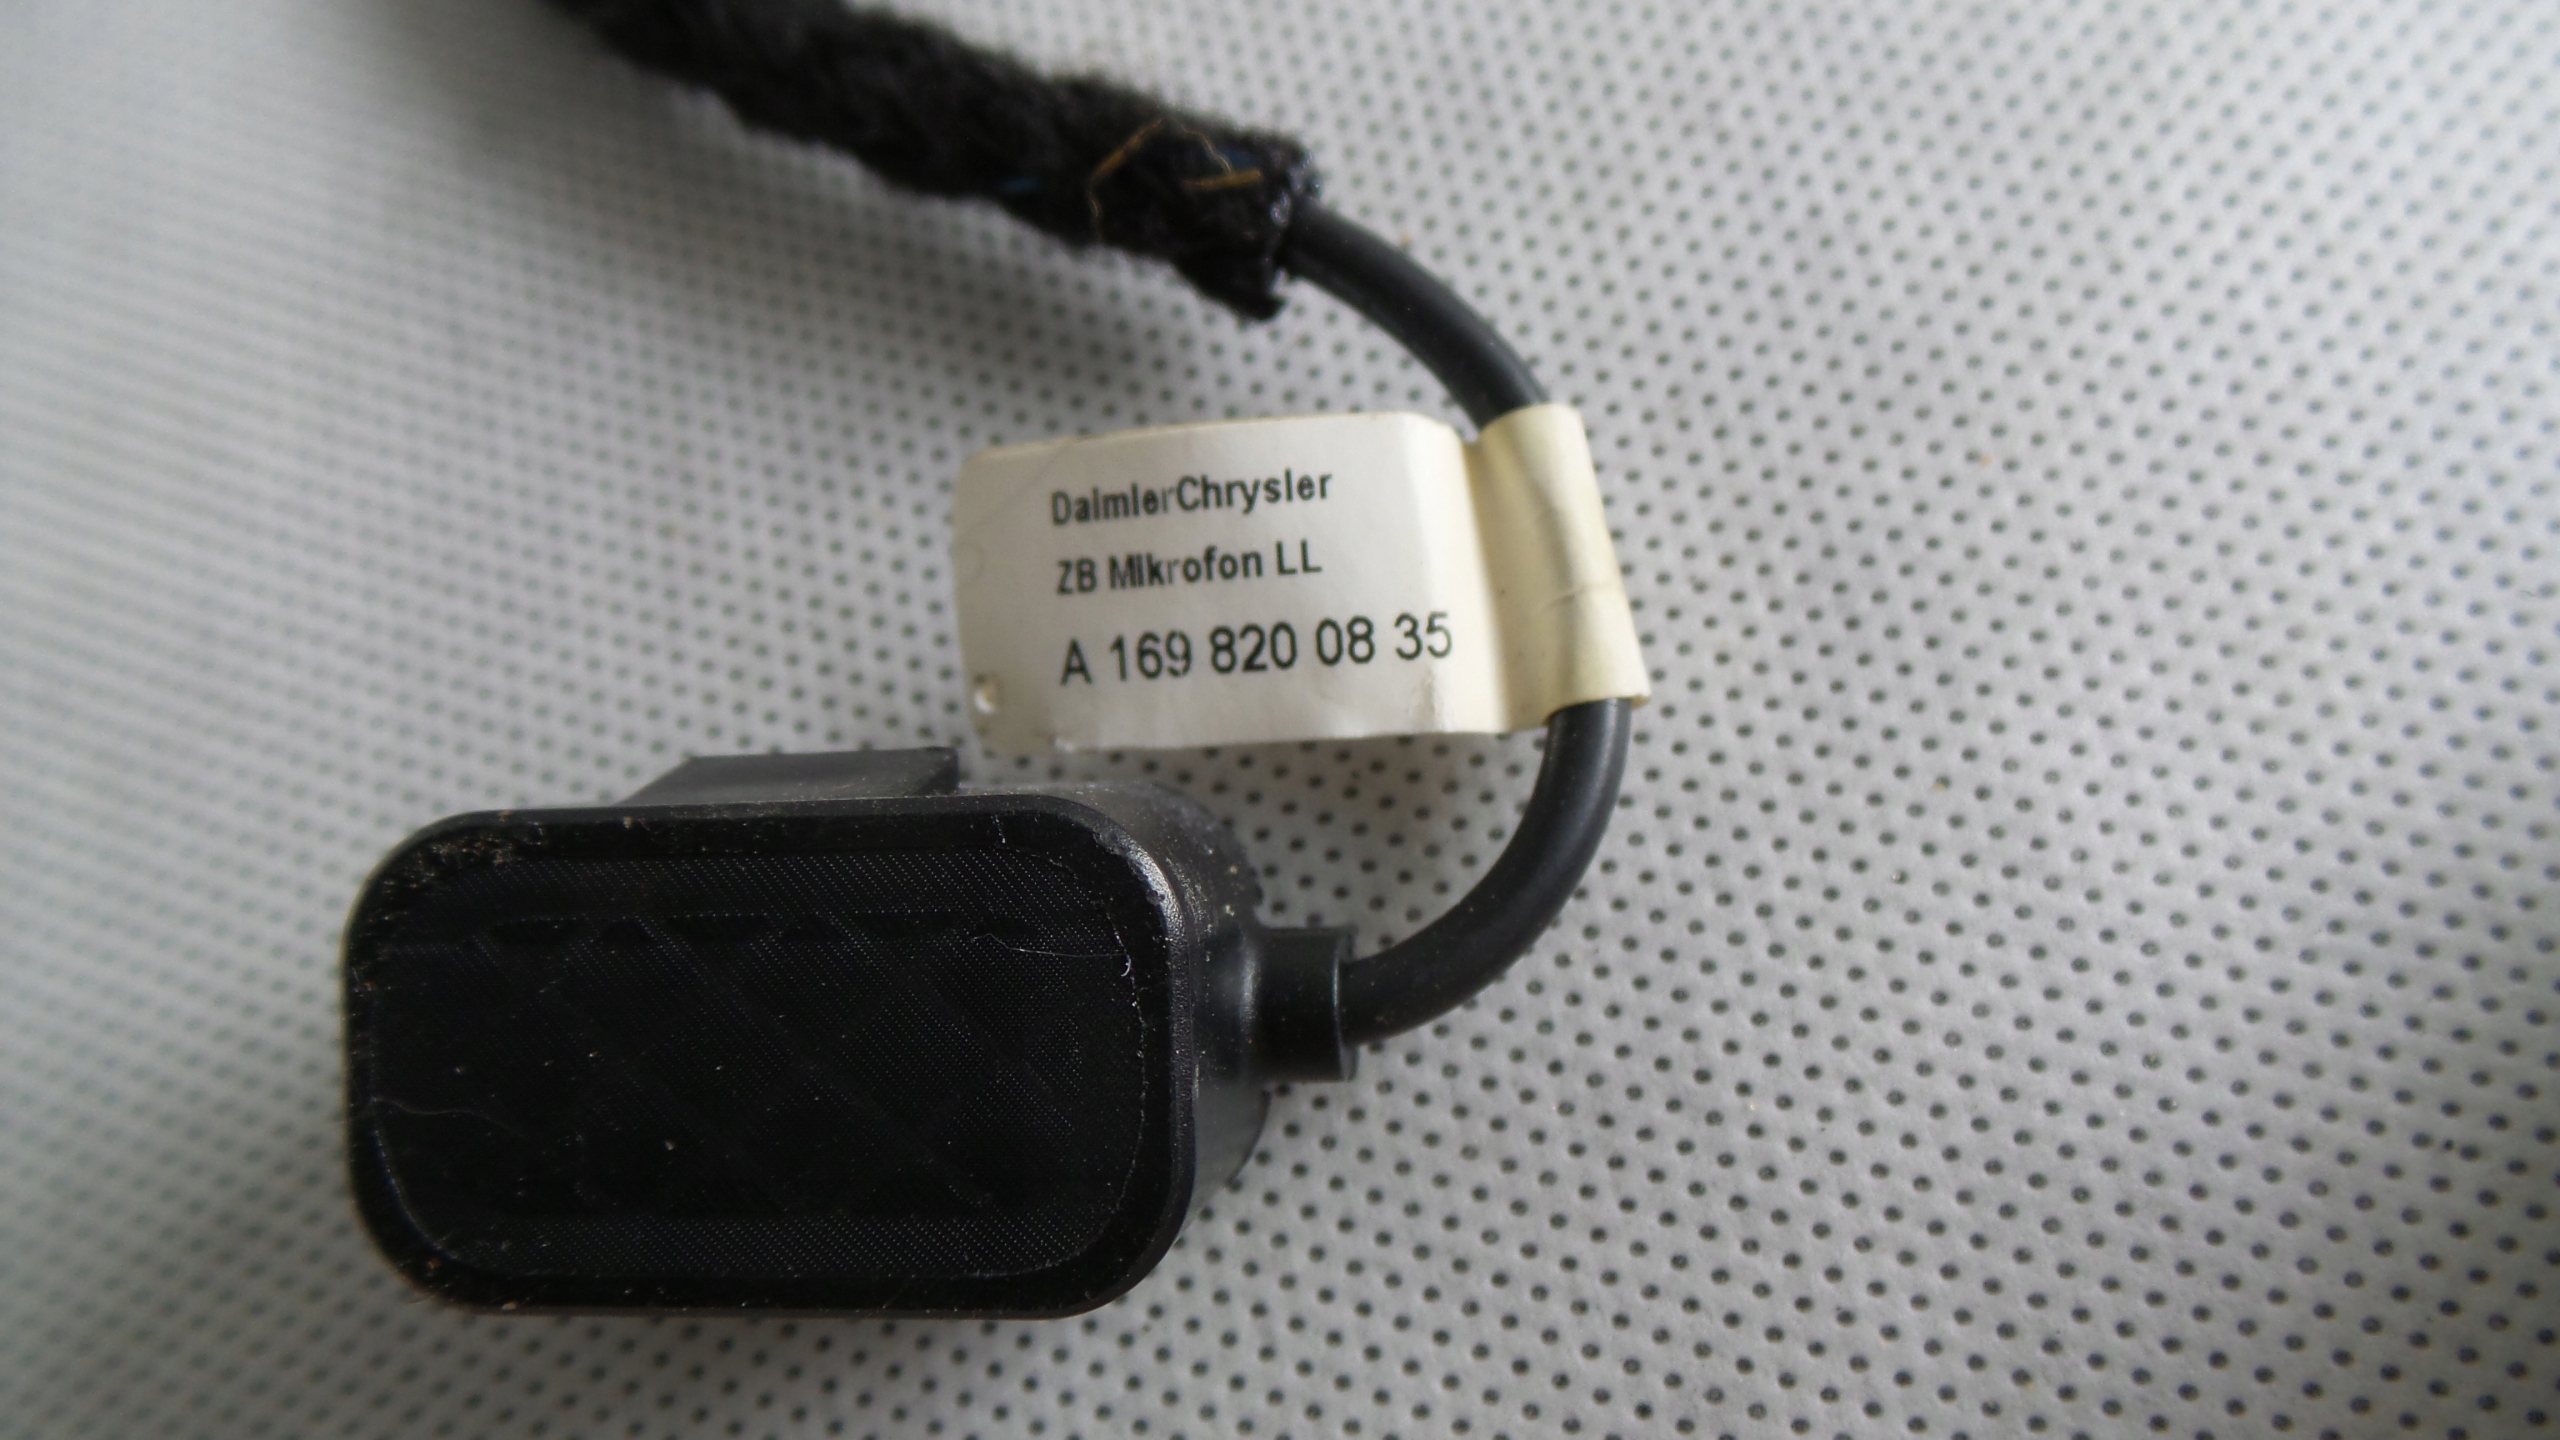 DaimlerChrysler
ZB Mikrofon LL
A 169 820 08 35